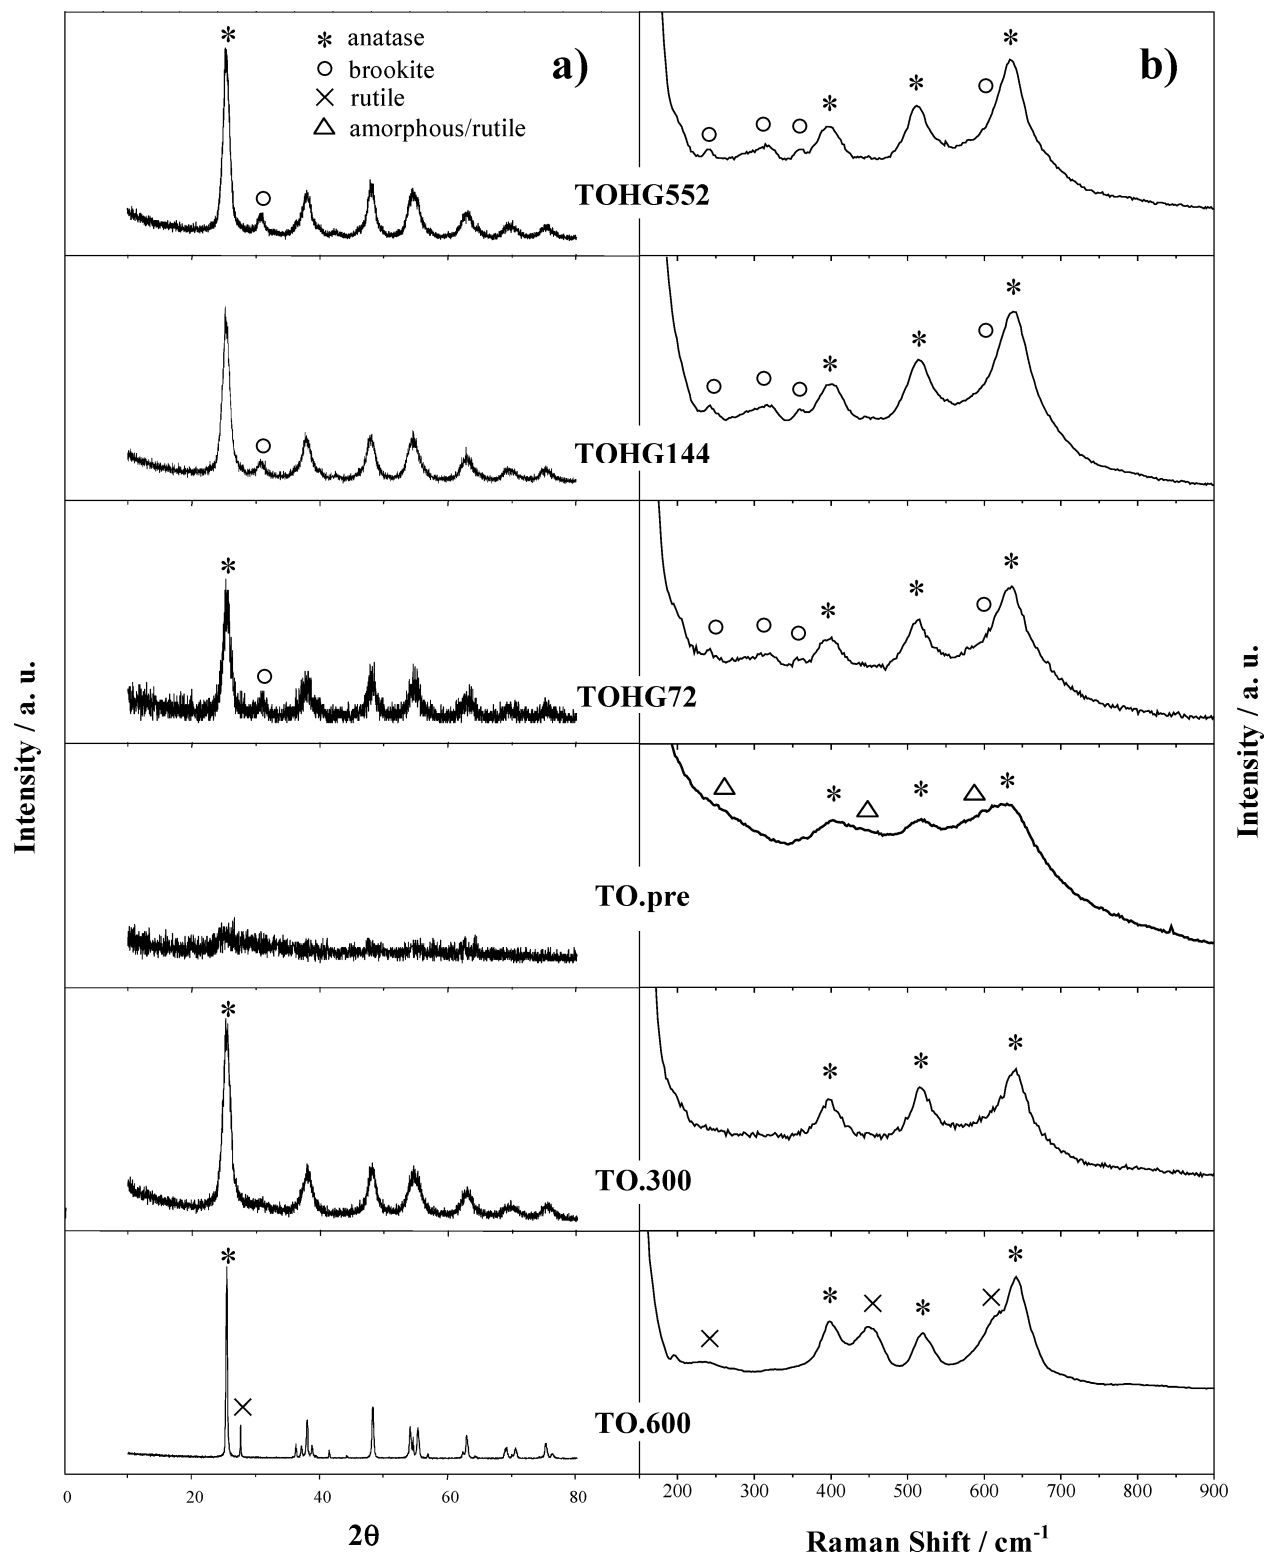 * anatase
○ brookite
× rutile
△ amorphous/rutile
a)
b)
TOHG552
TOHG144
TOHG72
TO.pre
TO.300
TO.600
Intensity / a. u.
Intensity / a. u.
0 20 40 60 80
200 300 400 500 600 700 800 900
2θ
Raman Shift / cm⁻¹